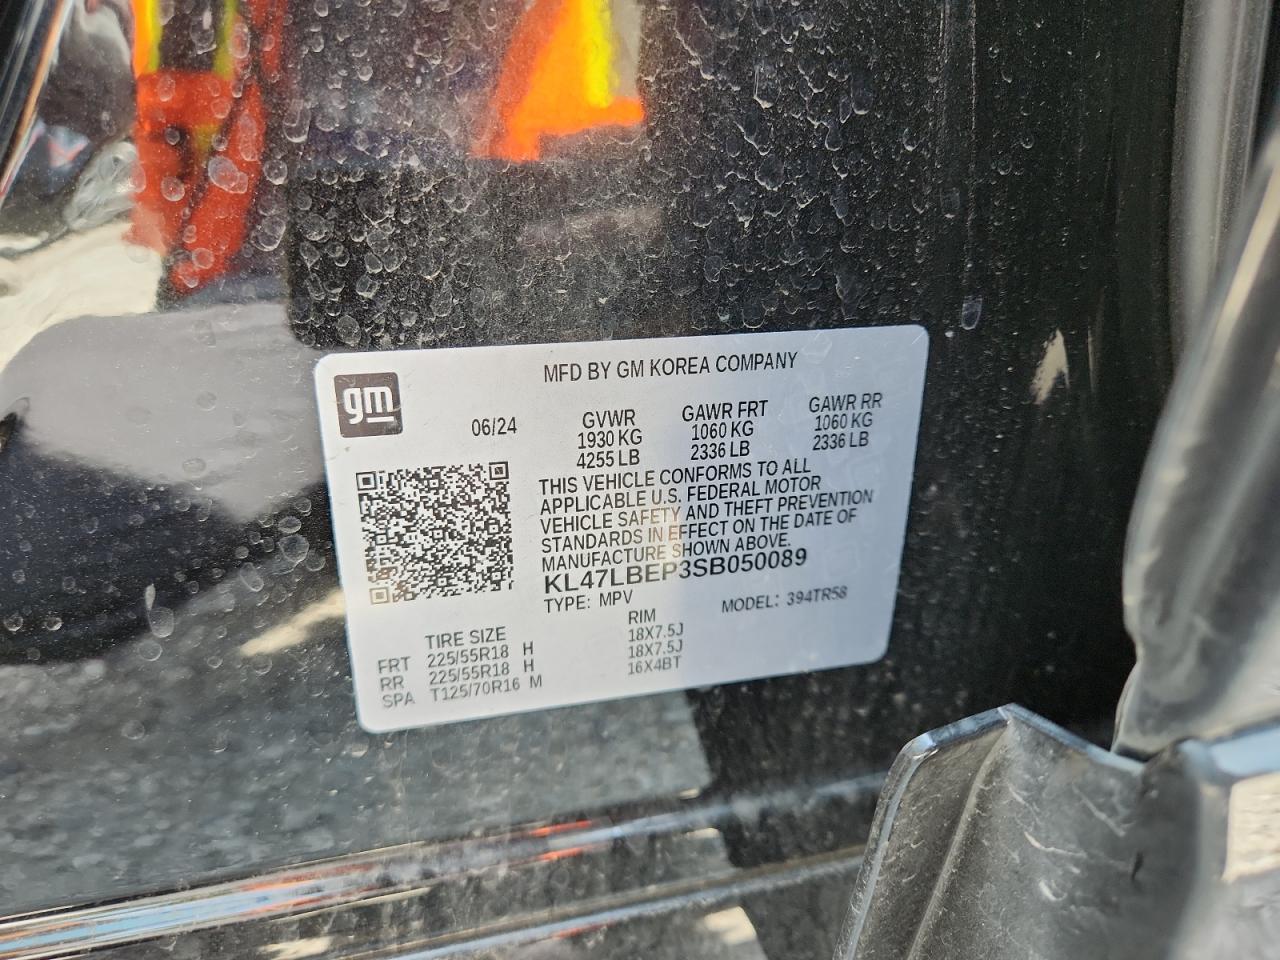 gm
MFD BY GM KOREA COMPANY
06/24
GVWR GAWR FRT GAWR RR
1930 KG 1060 KG 1060 KG
4255 LB 2336 LB 2336 LB
THIS VEHICLE CONFORMS TO ALL
APPLICABLE U.S. FEDERAL MOTOR
VEHICLE SAFETY AND THEFT PREVENTION
STANDARDS IN EFFECT ON THE DATE OF
MANUFACTURE SHOWN ABOVE.
KL47LBEP3SB050089
TYPE: MPV MODEL: 394TR58
TIRE SIZE RIM
FRT 225/55R18 H 18X7.5J
RR 225/55R18 H 18X7.5J
SPA T125/70R16 M 16X4BT